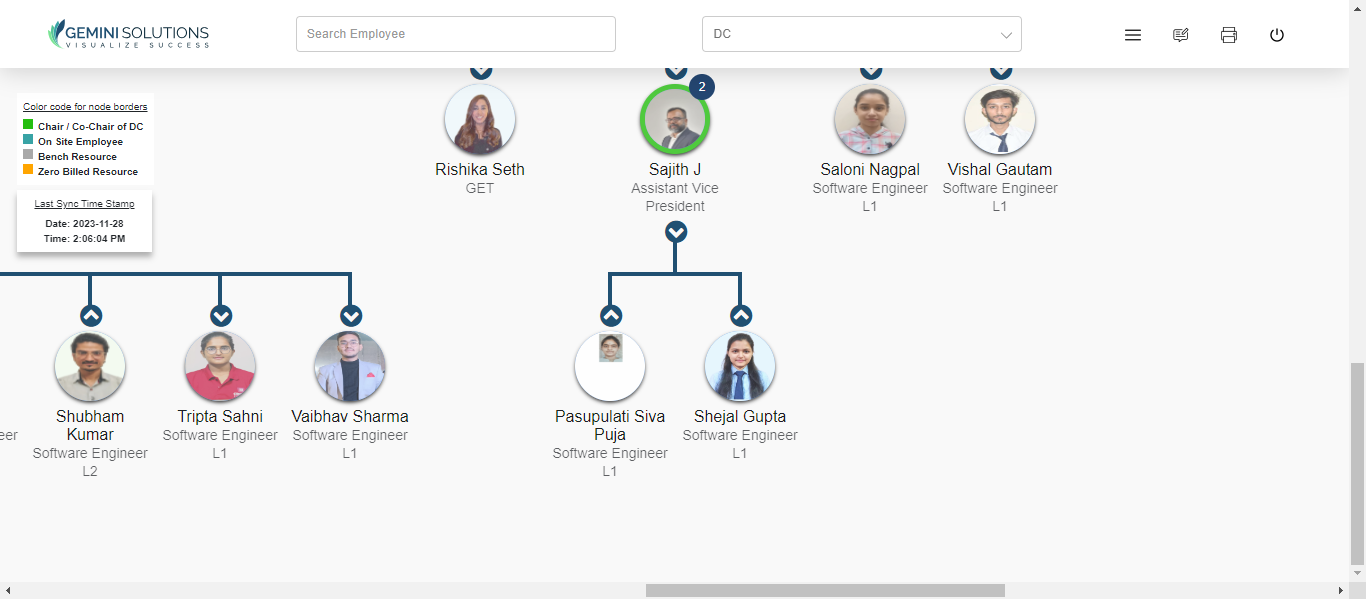 GEMINI SOLUTIONS
VISUALIZE SUCCESS
Search Employee
DC
Color code for node borders
Chair / Co-Chair of DC
On Site Employee
Bench Resource
Zero Billed Resource
Last Sync Time Stamp
Date: 2023-11-28
Time: 2:06:04 PM
2
Rishika Seth
GET
Sajith J
Assistant Vice
President
Saloni Nagpal
Software Engineer
L1
Vishal Gautam
Software Engineer
L1
eer
Shubham
Kumar
Software Engineer
L2
Tripta Sahni
Software Engineer
L1
Vaibhav Sharma
Software Engineer
L1
Pasupulati Siva
Puja
Software Engineer
L1
Shejal Gupta
Software Engineer
L1